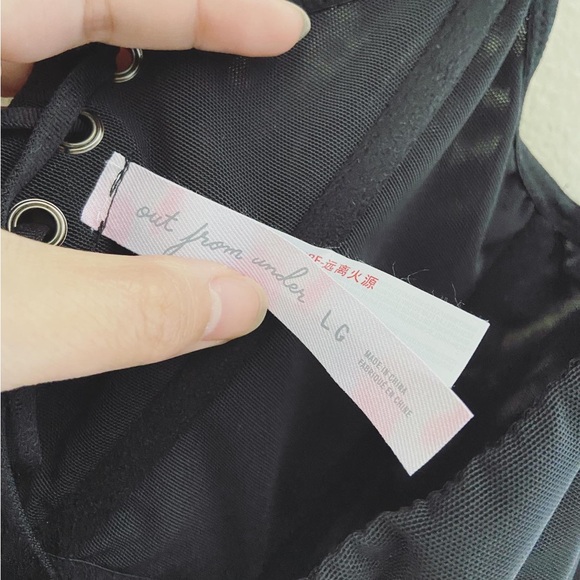 out from under LG
MADE IN CHINA
FABRIQUÉ EN CHINE
远离火源